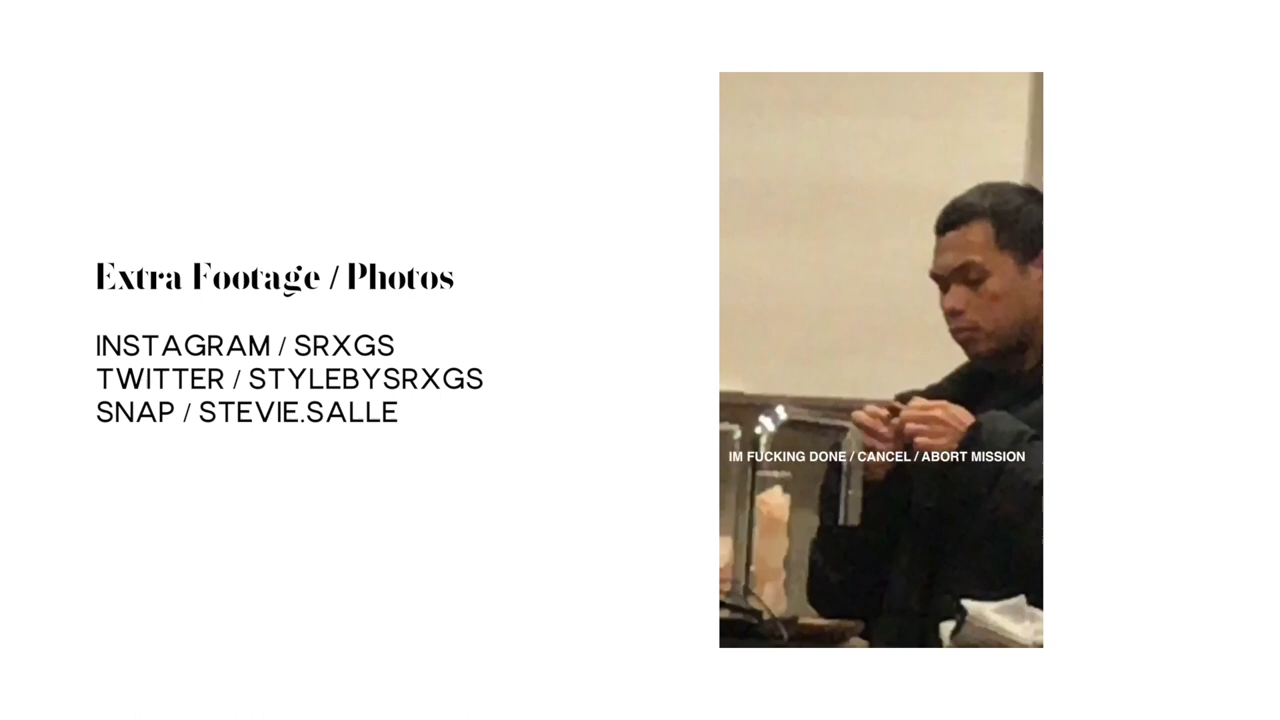 Extra Footage / Photos
INSTAGRAM / SRXGS
TWITTER / STYLEBYSRXGS
SNAP / STEVIE.SALLE
IM FUCKING DONE / CANCEL / ABORT MISSION